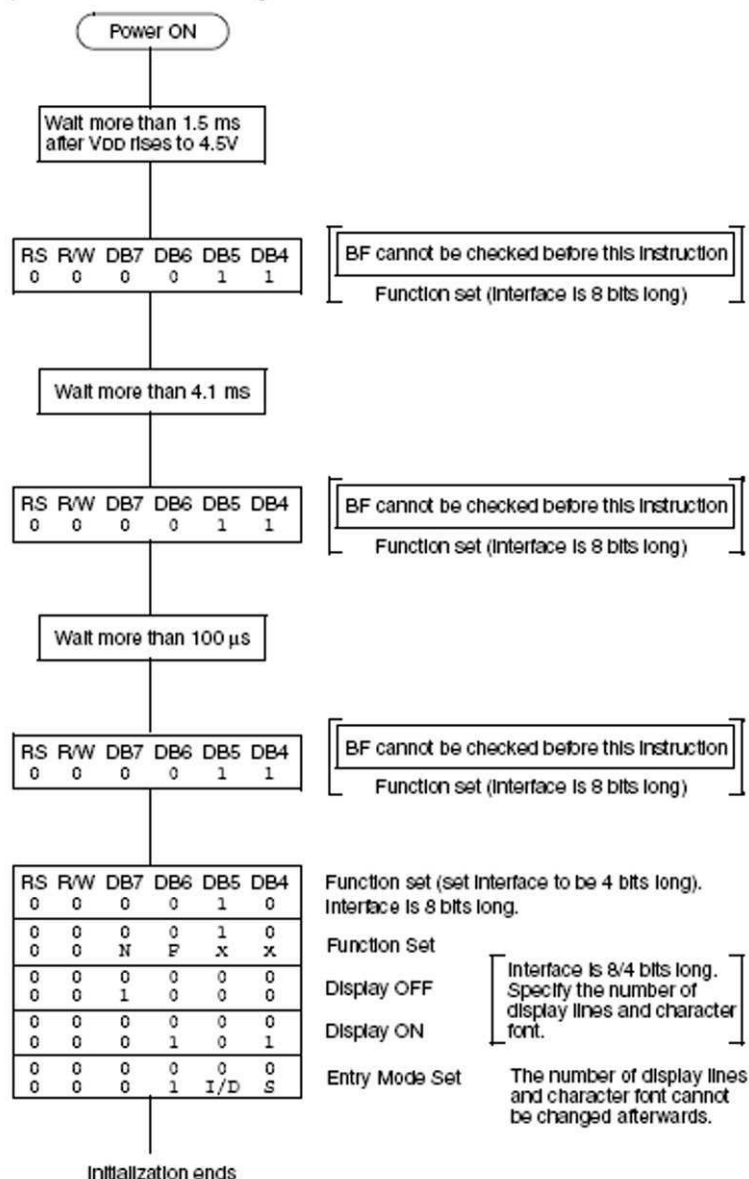 Power ON
Wait more than 1.5 ms
after VDD rises to 4.5V
RS R/W DB7 DB6 DB5 DB4
0 0 0 0 1 1
BF cannot be checked before this instruction
Function set (Interface is 8 bits long)
Wait more than 4.1 ms
RS R/W DB7 DB6 DB5 DB4
0 0 0 0 1 1
BF cannot be checked before this instruction
Function set (Interface is 8 bits long)
Wait more than 100 µs
RS R/W DB7 DB6 DB5 DB4
0 0 0 0 1 1
BF cannot be checked before this instruction
Function set (Interface is 8 bits long)
RS R/W DB7 DB6 DB5 DB4
0 0 0 0 1 0
Function set (set interface to be 4 bits long).
Interface is 8 bits long.
0 0 0 0 1 0
0 0 N F x x
Function Set
0 0 0 0 0 0
0 0 1 0 0 0
Display OFF
0 0 0 0 0 0
0 0 0 1 0 1
Display ON
Interface is 8/4 bits long.
Specify the number of
display lines and character
font.
0 0 0 0 0 0
0 0 0 1 I/D S
Entry Mode Set
The number of display lines
and character font cannot
be changed afterwards.
Initialization ends